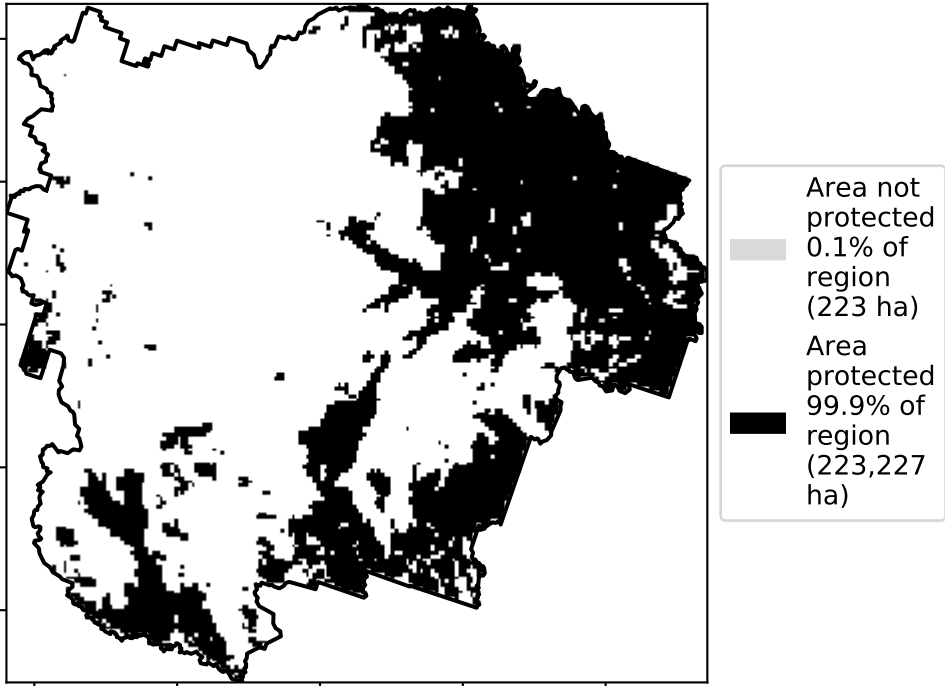 Area not
protected
0.1% of
region
(223 ha)
Area
protected
99.9% of
region
(223,227
ha)